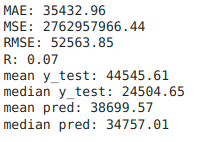 MAE: 35432.96
MSE: 2762957966.44
RMSE: 52563.85
R: 0.07
mean y_test: 44545.61
median y_test: 24504.65
mean pred: 38699.57
median pred: 34757.01